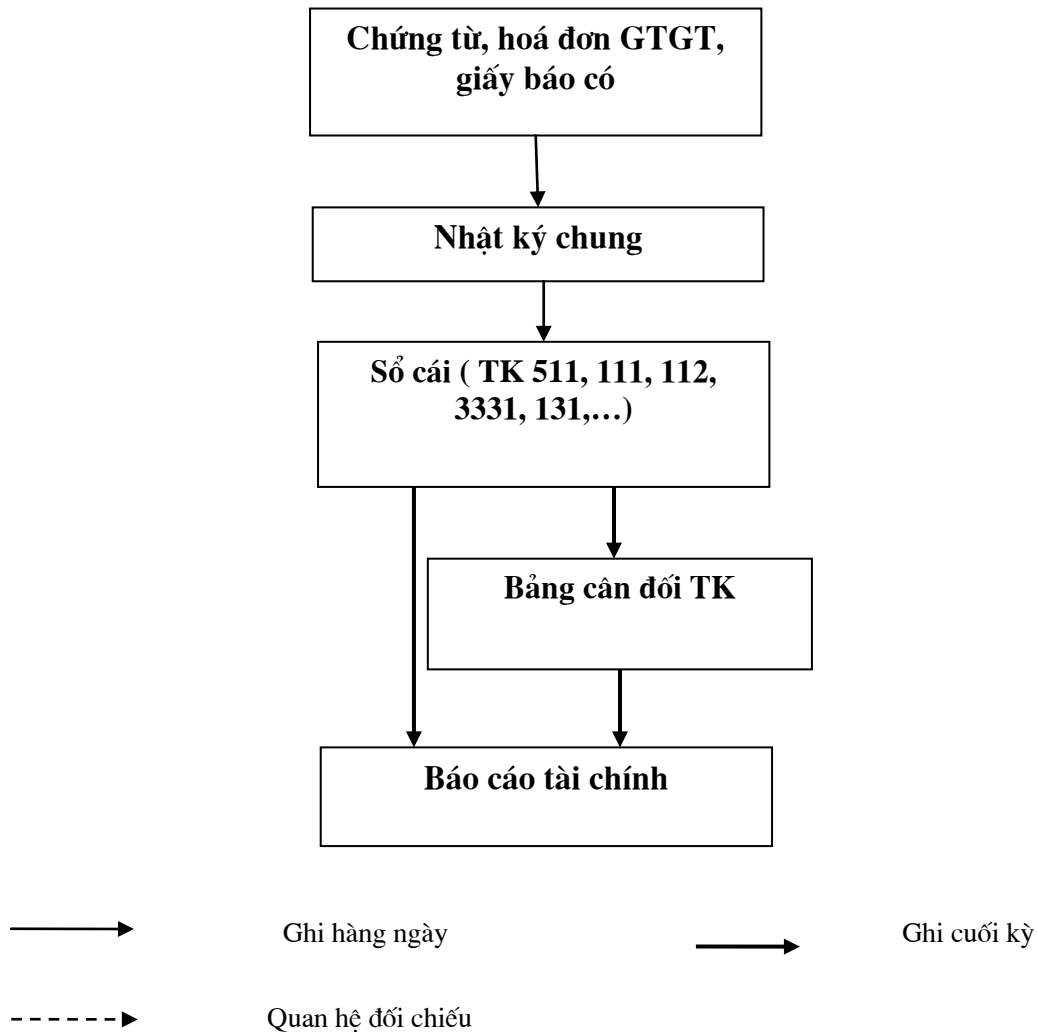 Chứng từ, hoá đơn GTGT,
giấy báo có
Nhật ký chung
Sổ cái ( TK 511, 111, 112,
3331, 131,…)
Bảng cân đối TK
Báo cáo tài chính
Ghi hàng ngày
Ghi cuối kỳ
Quan hệ đối chiếu